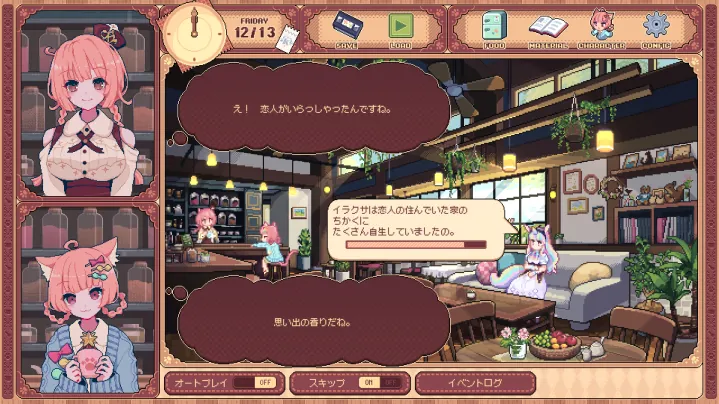 FRIDAY
12/13
SAVE
LOAD
FOOD
MATERIAL
CHARACTER
CONFIG
え！　恋人がいらっしゃったんですね。
イラクサは恋人の住んでいた家の
ちかくに
たくさん自生していましたの。
思い出の香りだね。
オートプレイ
OFF
スキップ
ON
OFF
イベントログ